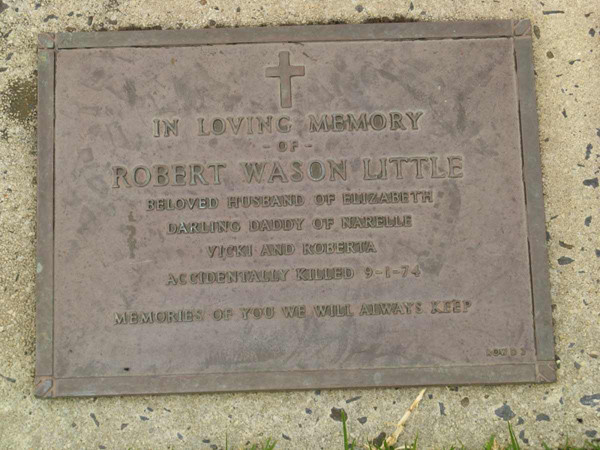 IN LOVING MEMORY
- OF -
ROBERT WASON LITTLE
BELOVED HUSBAND OF ELIZABETH
DARLING DADDY OF NARELLE
VICKI AND ROBERTA
ACCIDENTALLY KILLED 9-1-74
MEMORIES OF YOU WE WILL ALWAYS KEEP